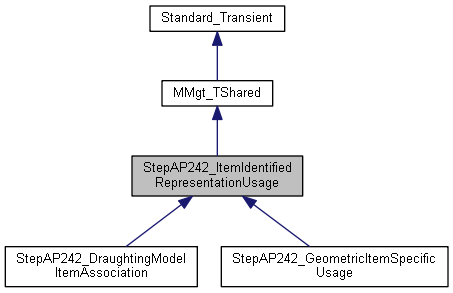 Standard_Transient
MMgt_TShared
StepAP242_ItemIdentified
RepresentationUsage
StepAP242_DraughtingModel
ItemAssociation
StepAP242_GeometricItemSpecific
Usage